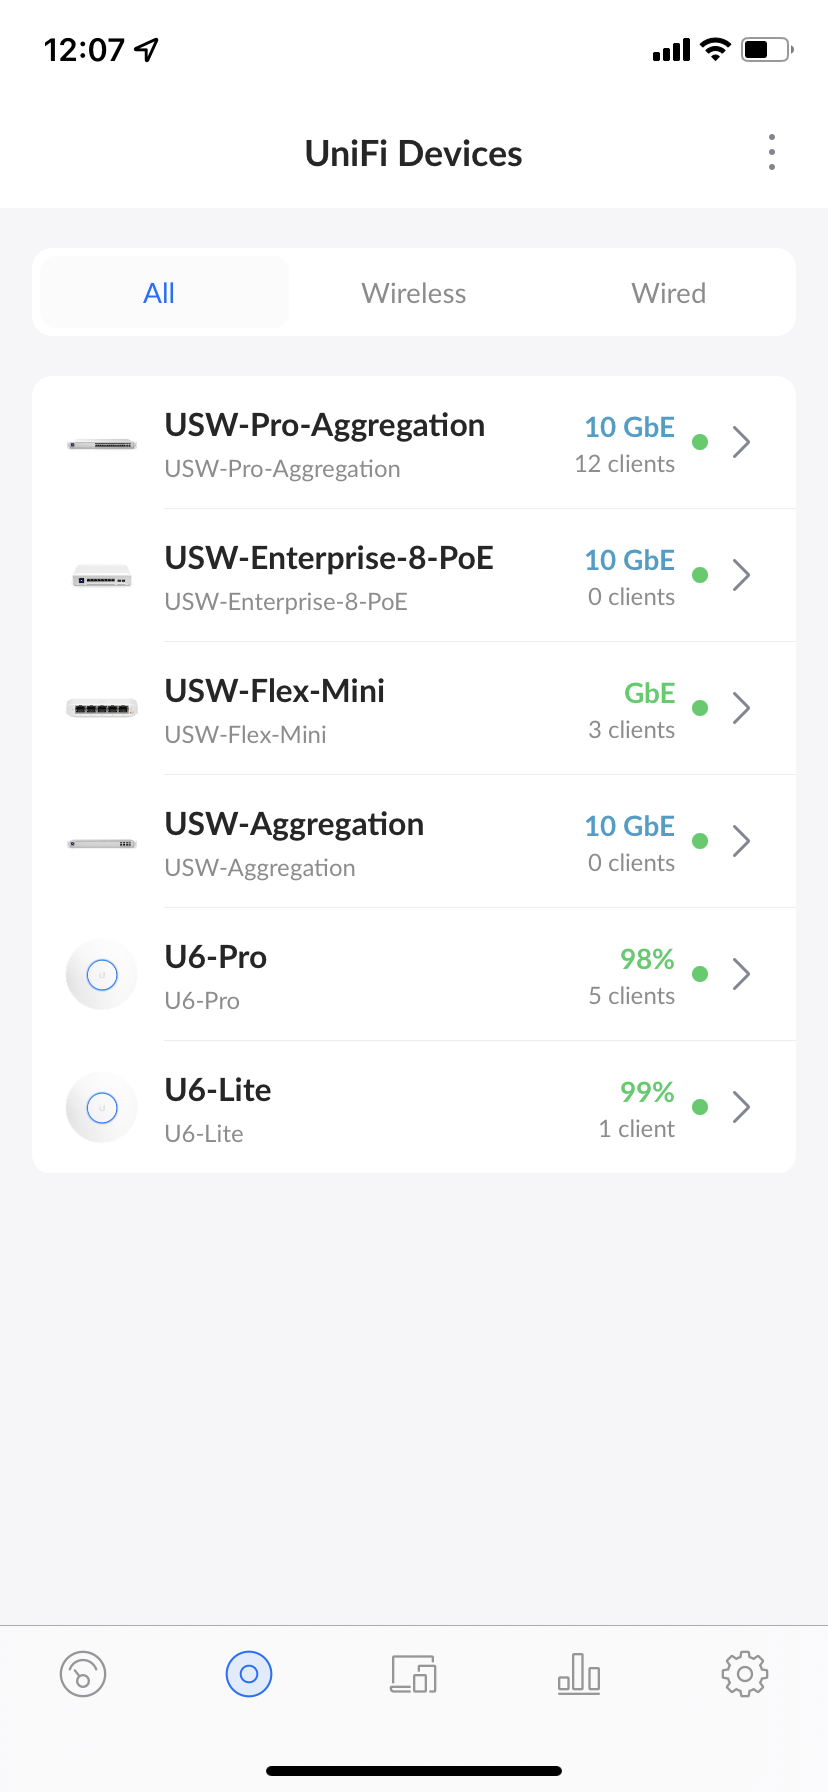 12:07
UniFi Devices
All
Wireless
Wired
USW-Pro-Aggregation
USW-Pro-Aggregation
10 GbE
12 clients
USW-Enterprise-8-PoE
USW-Enterprise-8-PoE
10 GbE
0 clients
USW-Flex-Mini
USW-Flex-Mini
GbE
3 clients
USW-Aggregation
USW-Aggregation
10 GbE
0 clients
U6-Pro
U6-Pro
98%
5 clients
U6-Lite
U6-Lite
99%
1 client